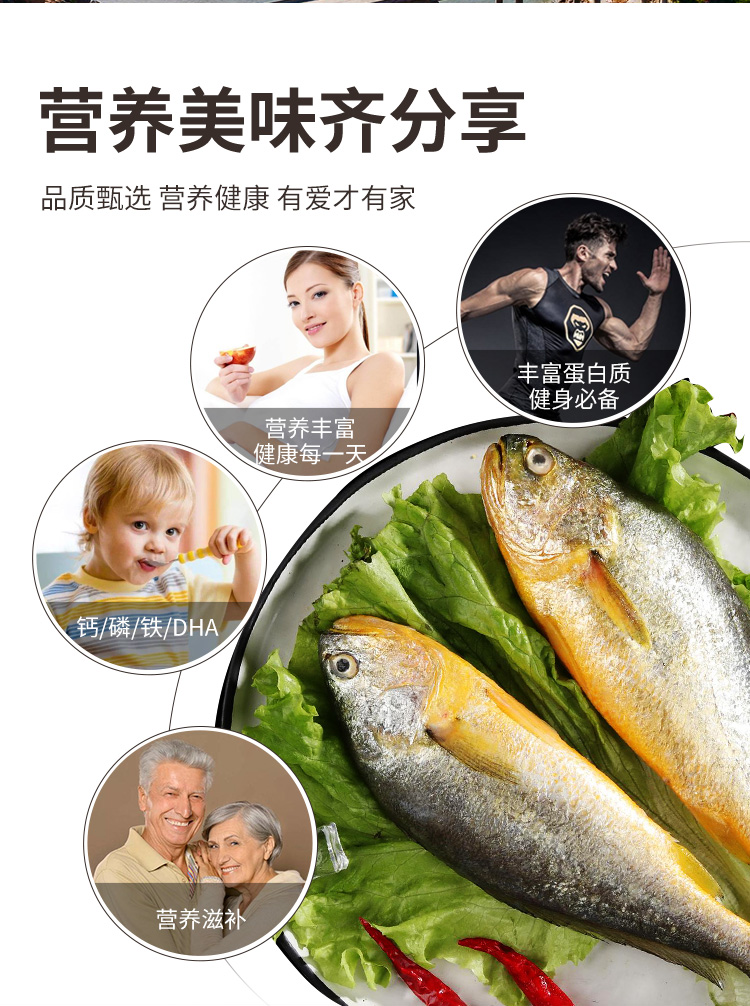 营养美味齐分享
品质甄选 营养健康 有爱才有家
丰富蛋白质
健身必备
营养丰富
健康每一天
钙/磷/铁/DHA
营养滋补